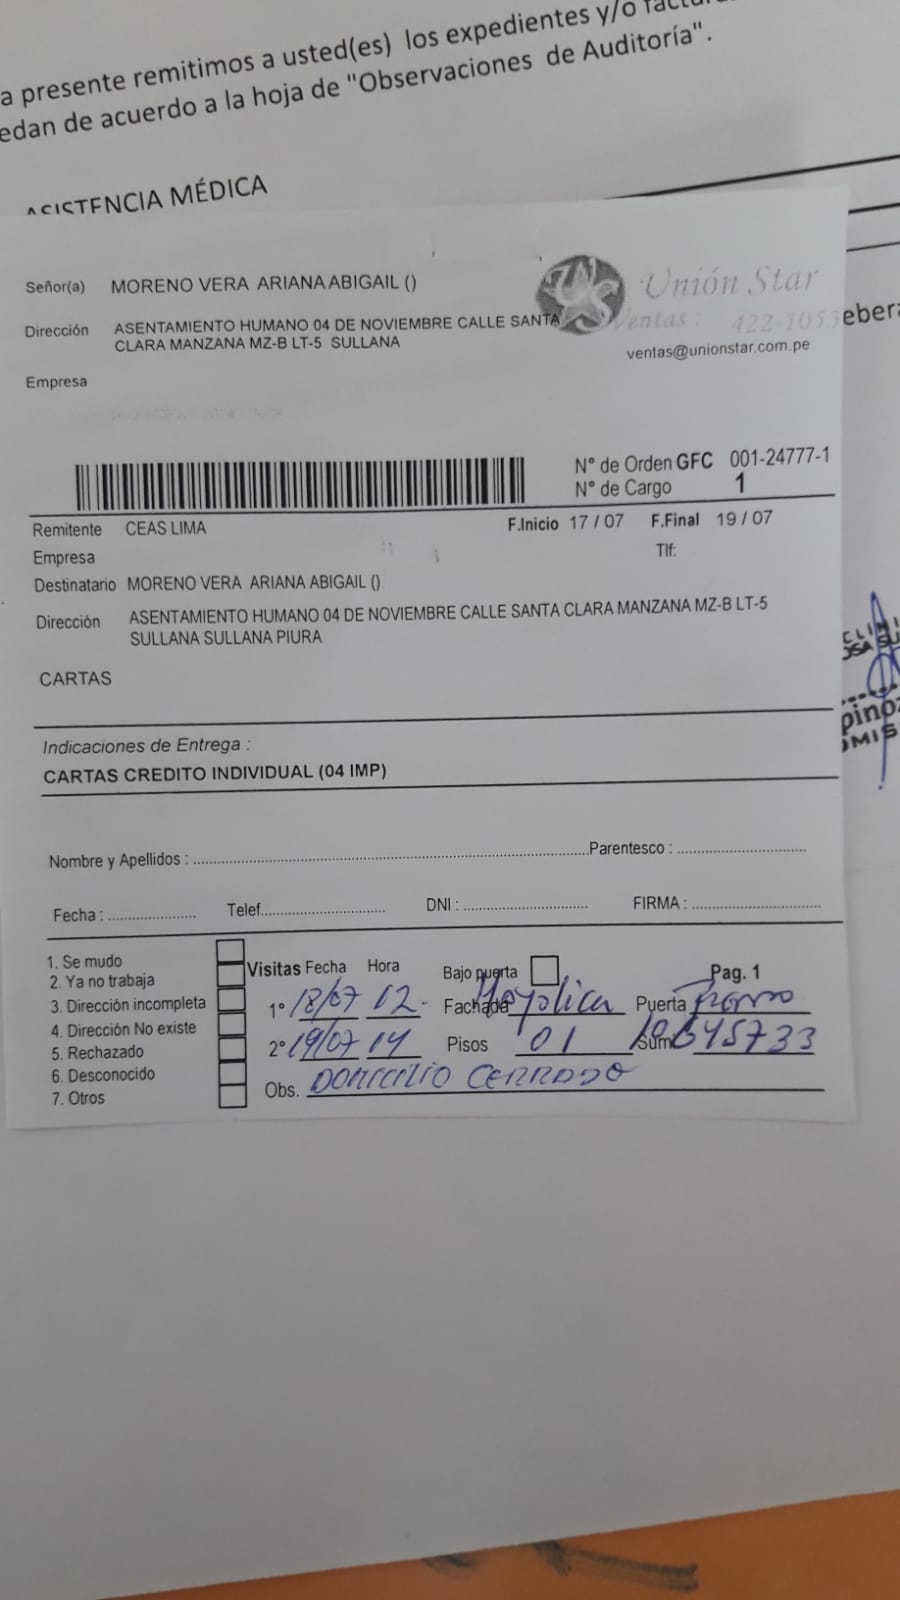 a presente remitimos a usted(es) los expedientes y/o
edan de acuerdo a la hoja de "Observaciones de Auditoría".
ASISTENCIA MÉDICA
Señor(a) MORENO VERA ARIANA ABIGAIL ()
Unión Star
Dirección ASENTAMIENTO HUMANO 04 DE NOVIEMBRE CALLE SANTA
CLARA MANZANA MZ-B LT-5 SULLANA
Ventas : 422-1053
ventas@unionstar.com.pe
Empresa
N° de Orden GFC 001-24777-1
N° de Cargo 1
Remitente CEAS LIMA F.Inicio 17 / 07 F.Final 19 / 07
Empresa Tlf:
Destinatario MORENO VERA ARIANA ABIGAIL ()
Dirección ASENTAMIENTO HUMANO 04 DE NOVIEMBRE CALLE SANTA CLARA MANZANA MZ-B LT-5
SULLANA SULLANA PIURA
CARTAS
Indicaciones de Entrega :
CARTAS CREDITO INDIVIDUAL (04 IMP)
Nombre y Apellidos : Parentesco :
Fecha : Telef. DNI : FIRMA :
1. Se mudo
2. Ya no trabaja
3. Dirección incompleta
4. Dirección No existe
5. Rechazado
6. Desconocido
7. Otros
Visitas Fecha Hora Bajo puerta Pag. 1
1° 18/07 12- Fachada Mayolica Puerta
2° 19/07 14 Pisos 01 Sum
Obs. DOMICILIO CERRADO